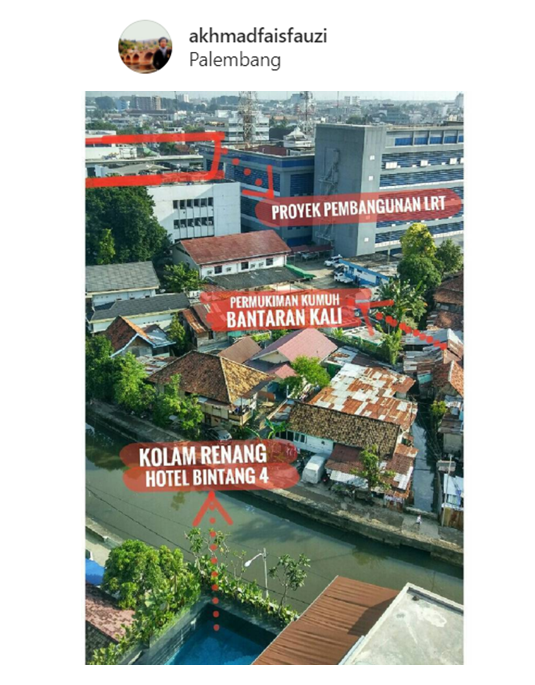 akhmadfaisfauzi
Palembang
PROYEK PEMBANGUNAN LRT
PERMUKIMAN KUMUH
BANTARAN KALI
KOLAM RENANG
HOTEL BINTANG 4